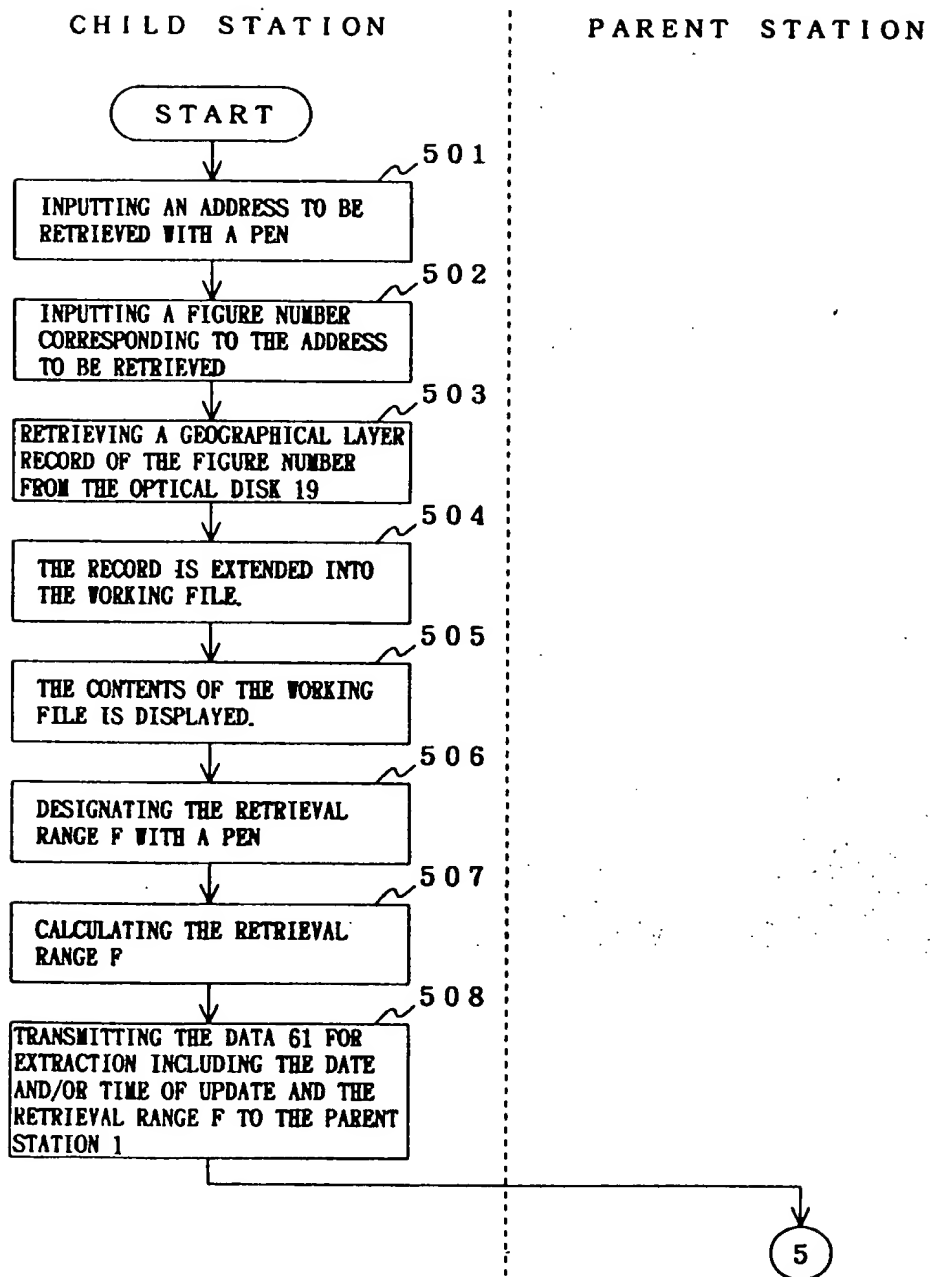 CHILD STATION
PARENT STATION
START
501
INPUTTING AN ADDRESS TO BE
RETRIEVED WITH A PEN
502
INPUTTING A FIGURE NUMBER
CORRESPONDING TO THE ADDRESS
TO BE RETRIEVED
503
RETRIEVING A GEOGRAPHICAL LAYER
RECORD OF THE FIGURE NUMBER
FROM THE OPTICAL DISK 19
504
THE RECORD IS EXTENDED INTO
THE WORKING FILE.
505
THE CONTENTS OF THE WORKING
FILE IS DISPLAYED.
506
DESIGNATING THE RETRIEVAL
RANGE F WITH A PEN
507
CALCULATING THE RETRIEVAL
RANGE F
508
TRANSMITTING THE DATA 61 FOR
EXTRACTION INCLUDING THE DATE
AND/OR TIME OF UPDATE AND THE
RETRIEVAL RANGE F TO THE PARENT
STATION 1
5